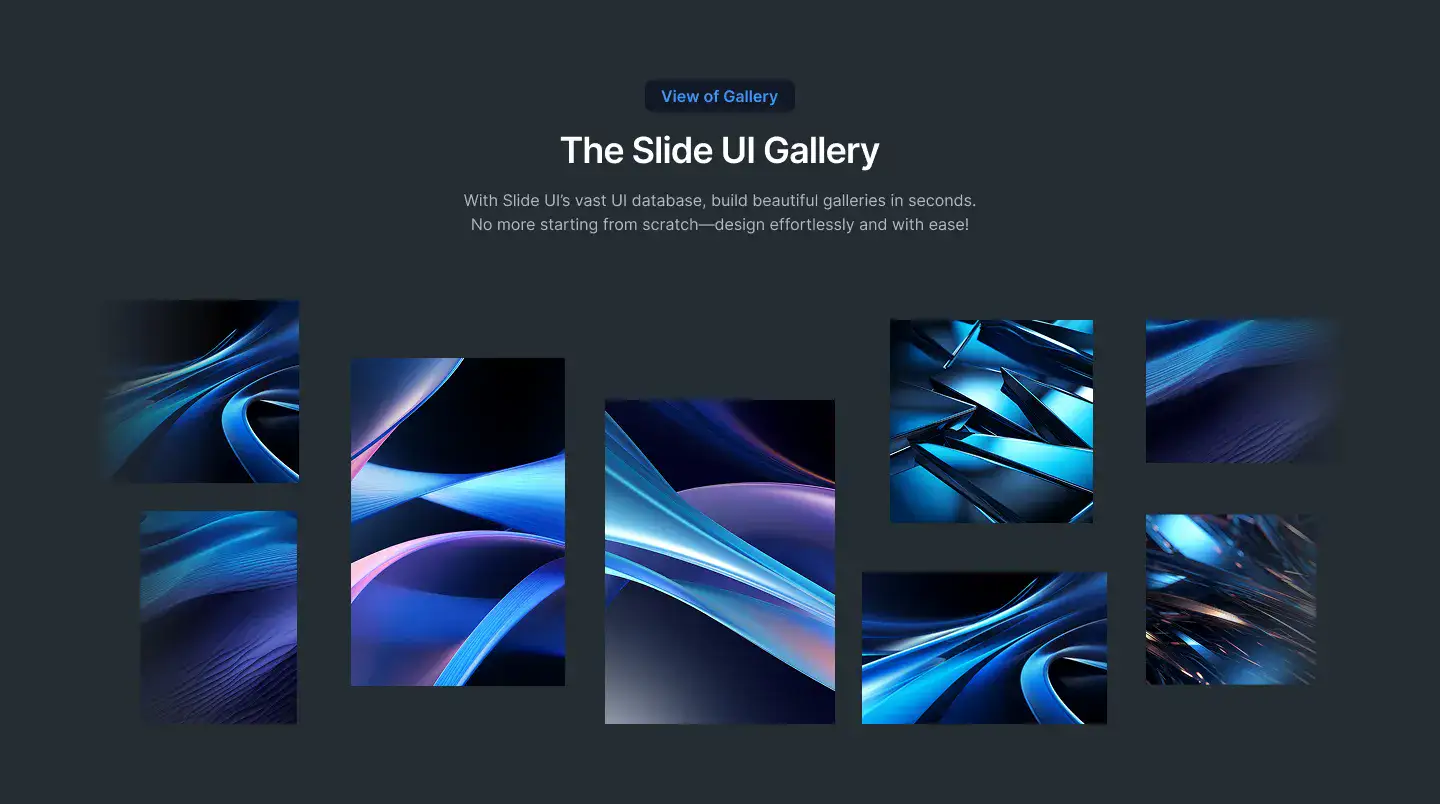 View of Gallery
The Slide UI Gallery
With Slide UI’s vast UI database, build beautiful galleries in seconds.
No more starting from scratch—design effortlessly and with ease!